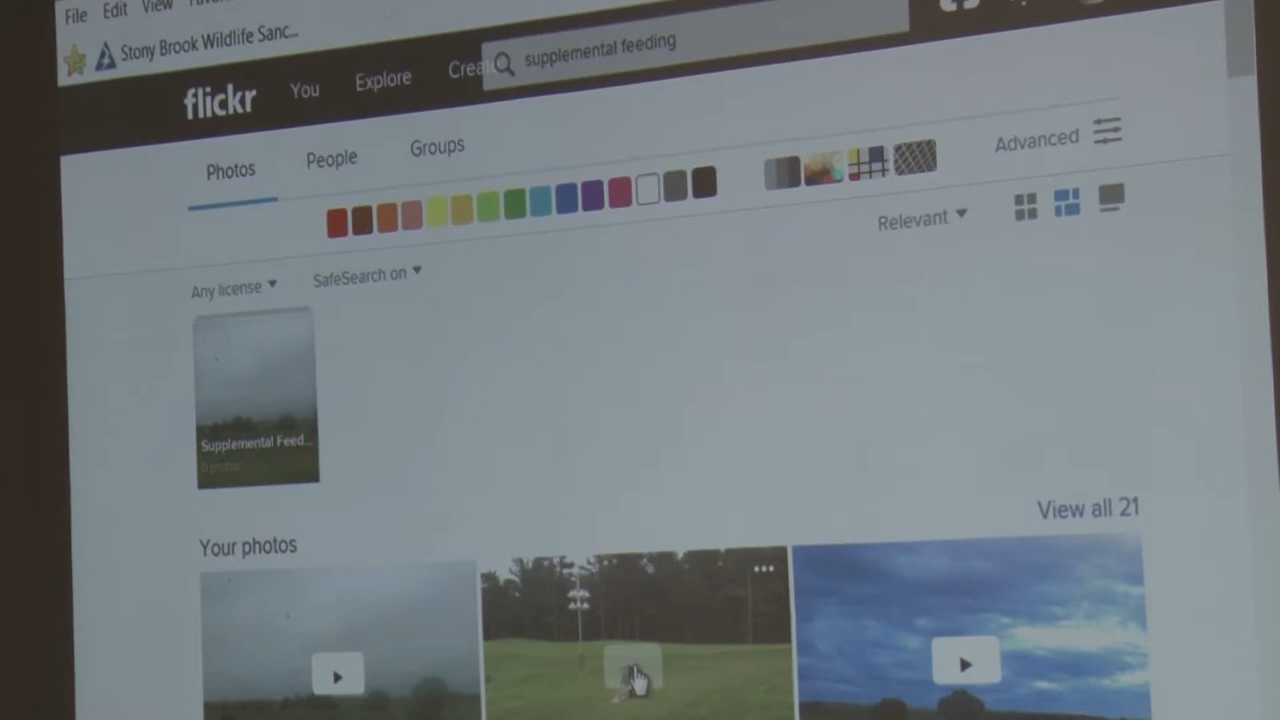 File Edit View
Stony Brook Wildlife Sanc...
flickr You Explore supplemental feeding
Photos People Groups
Advanced
Relevant
Any license SafeSearch on
Supplemental Feed...
View all 21
Your photos